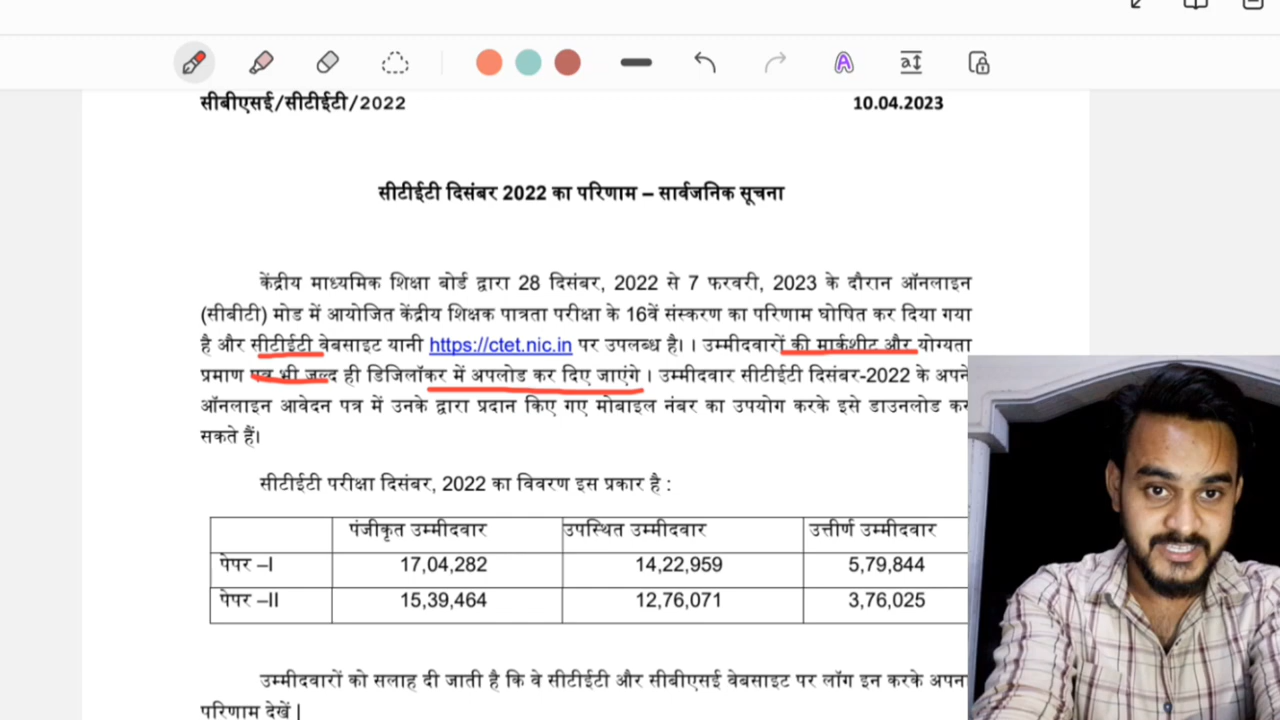 सीबीएसई/सीटीईटी/2022 10.04.2023
सीटीईटी दिसंबर 2022 का परिणाम – सार्वजनिक सूचना
केंद्रीय माध्यमिक शिक्षा बोर्ड द्वारा 28 दिसंबर, 2022 से 7 फरवरी, 2023 के दौरान ऑनलाइन
(सीबीटी) मोड में आयोजित केंद्रीय शिक्षक पात्रता परीक्षा के 16वें संस्करण का परिणाम घोषित कर दिया गया
है और सीटीईटी वेबसाइट यानी https://ctet.nic.in पर उपलब्ध है। । उम्मीदवारों की मार्कशीट और योग्यता
प्रमाण पत्र भी जल्द ही डिजिलॉकर में अपलोड कर दिए जाएंगे । उम्मीदवार सीटीईटी दिसंबर-2022 के अपने
ऑनलाइन आवेदन पत्र में उनके द्वारा प्रदान किए गए मोबाइल नंबर का उपयोग करके इसे डाउनलोड कर
सकते हैं।
सीटीईटी परीक्षा दिसंबर, 2022 का विवरण इस प्रकार है :
पंजीकृत उम्मीदवार उपस्थित उम्मीदवार उत्तीर्ण उम्मीदवार
पेपर –I 17,04,282 14,22,959 5,79,844
पेपर –II 15,39,464 12,76,071 3,76,025
उम्मीदवारों को सलाह दी जाती है कि वे सीटीईटी और सीबीएसई वेबसाइट पर लॉग इन करके अपना
परिणाम देखें |